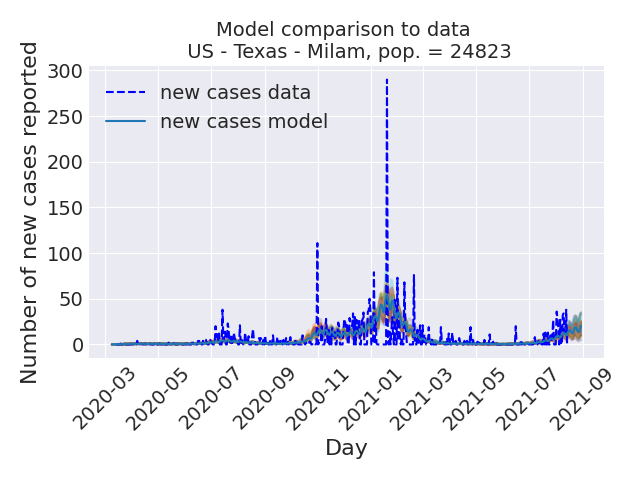 Model comparison to data
US - Texas - Milam, pop. = 24823
Number of new cases reported
300
250
200
150
100
50
0
new cases data
new cases model
2020-03
2020-05
2020-07
2020-09
2020-11
2021-01
2021-03
2021-05
2021-07
2021-09
Day